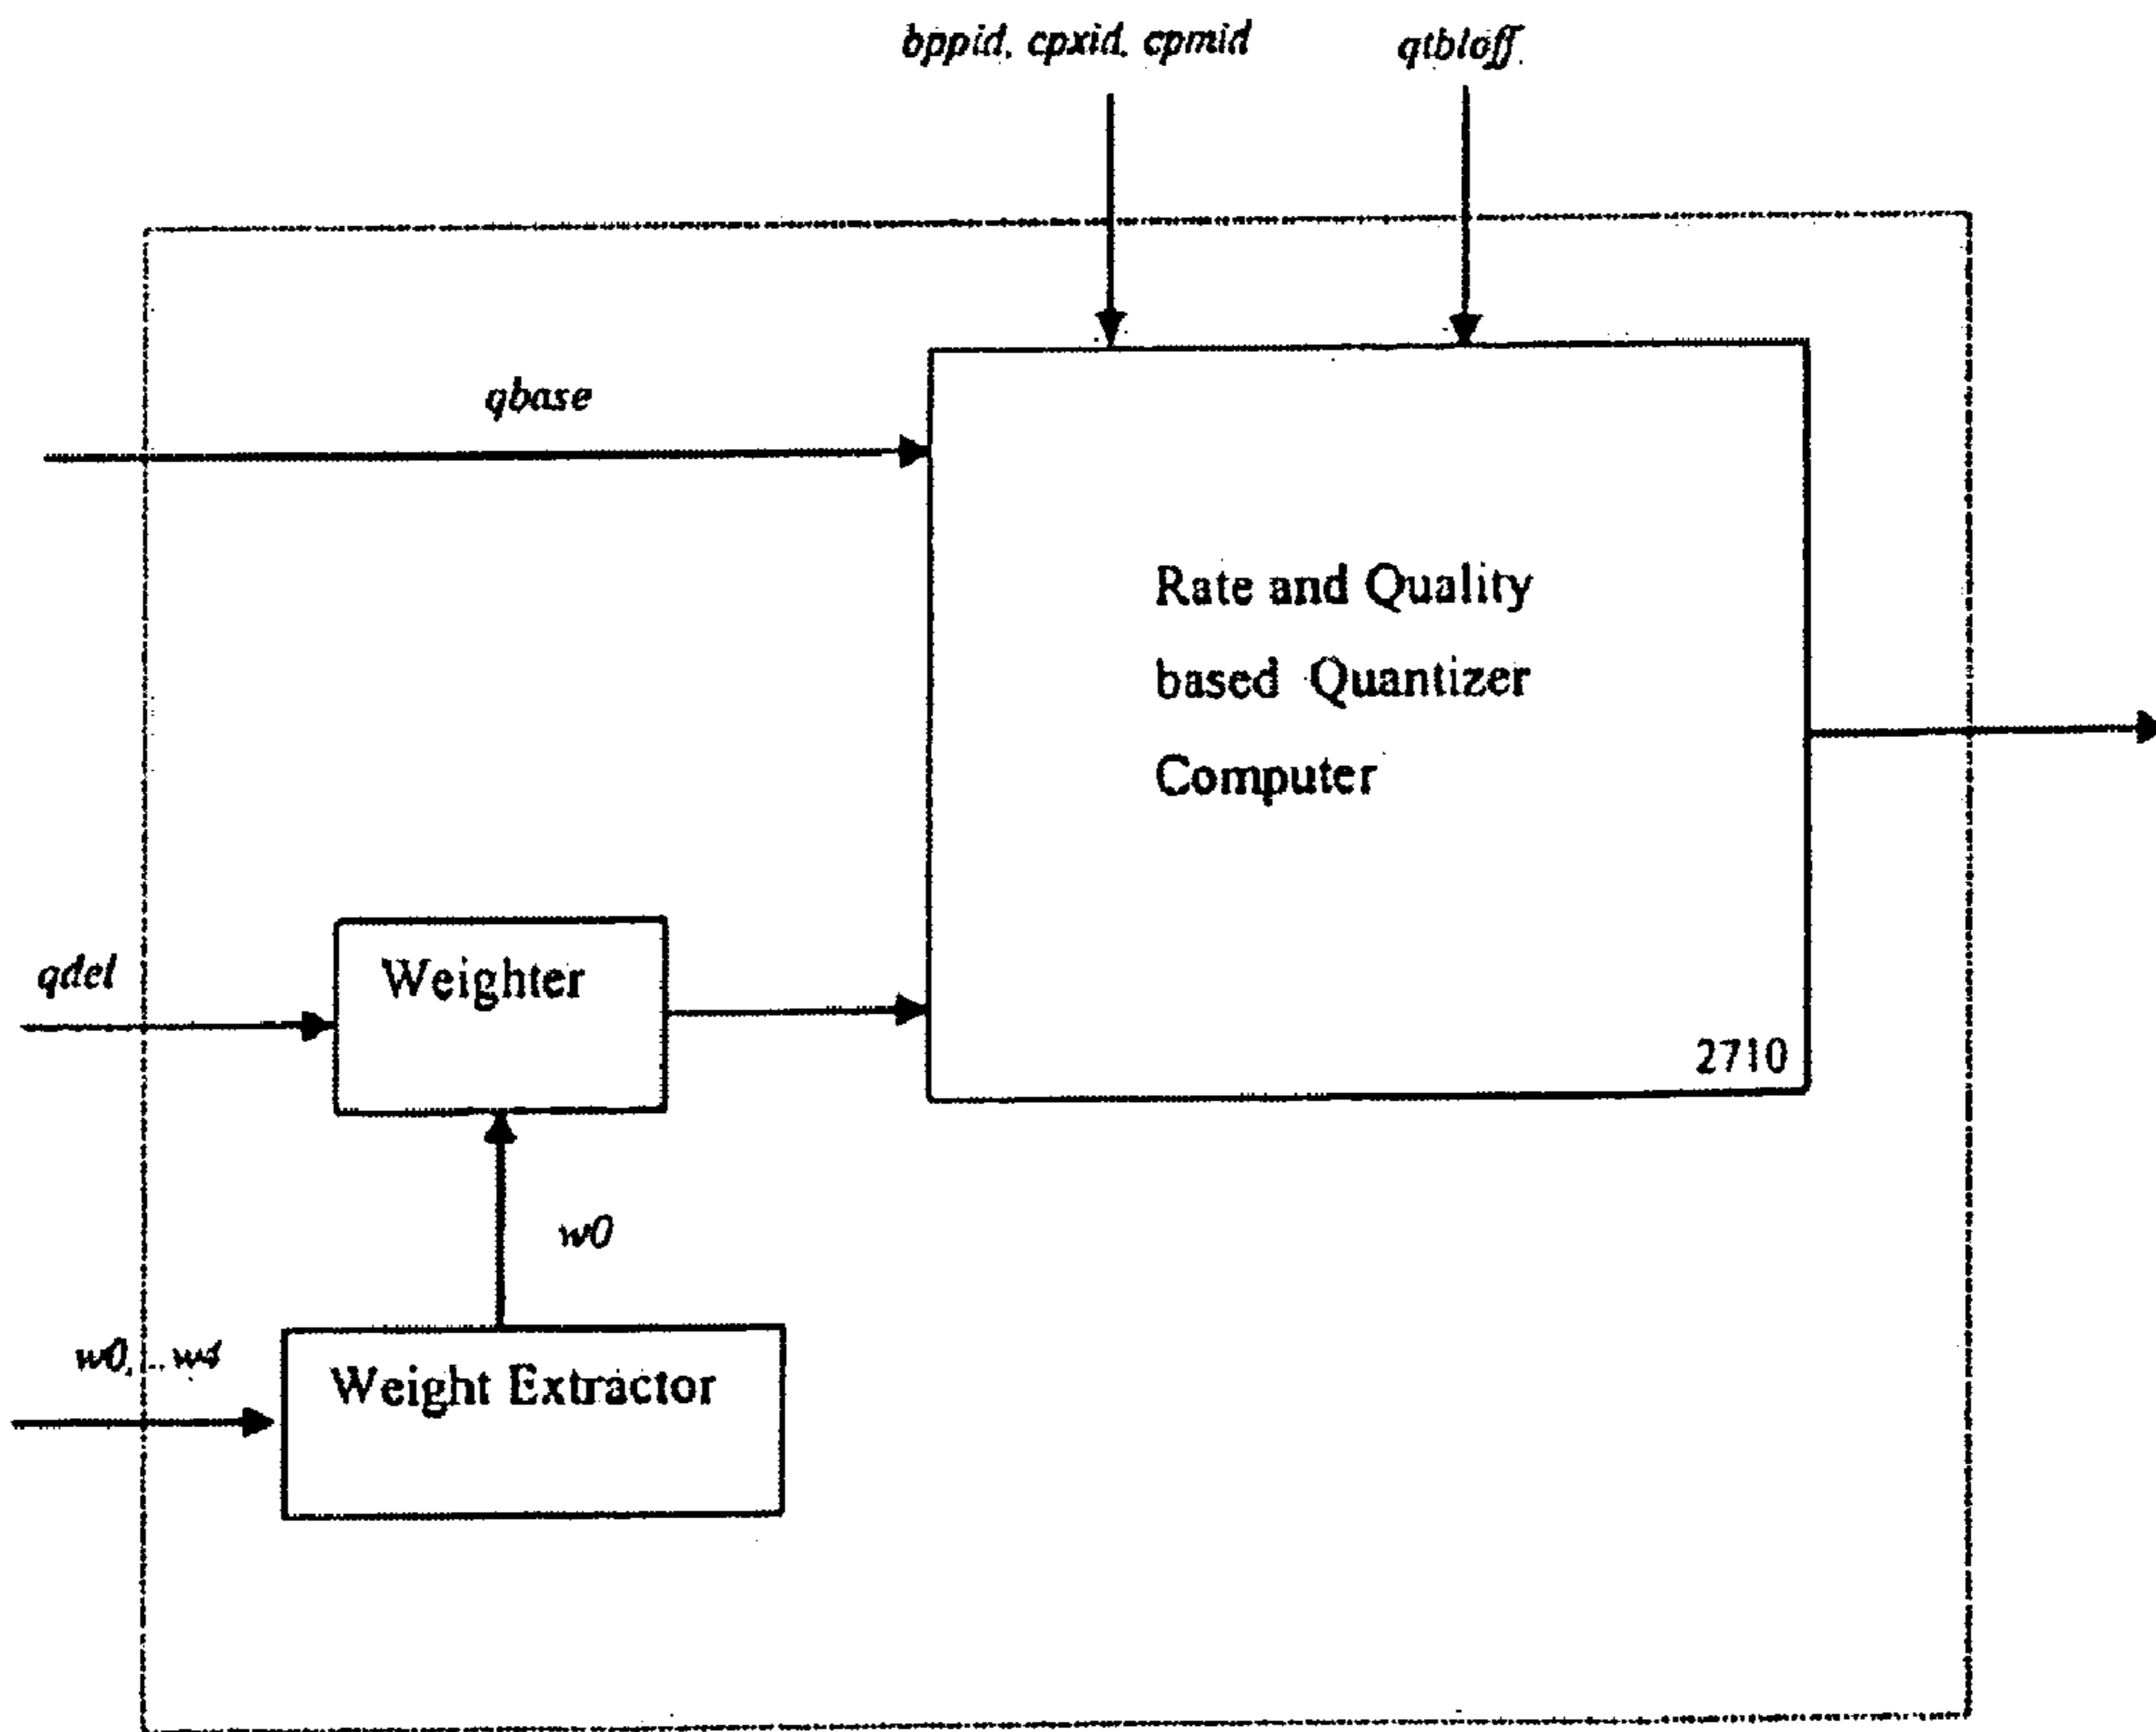 bppid, cpxid, cpmid
qtbloff
qbase
Rate and Quality
based Quantizer
Computer
2710
qdel
Weighter
w0
w0,...w4
Weight Extractor